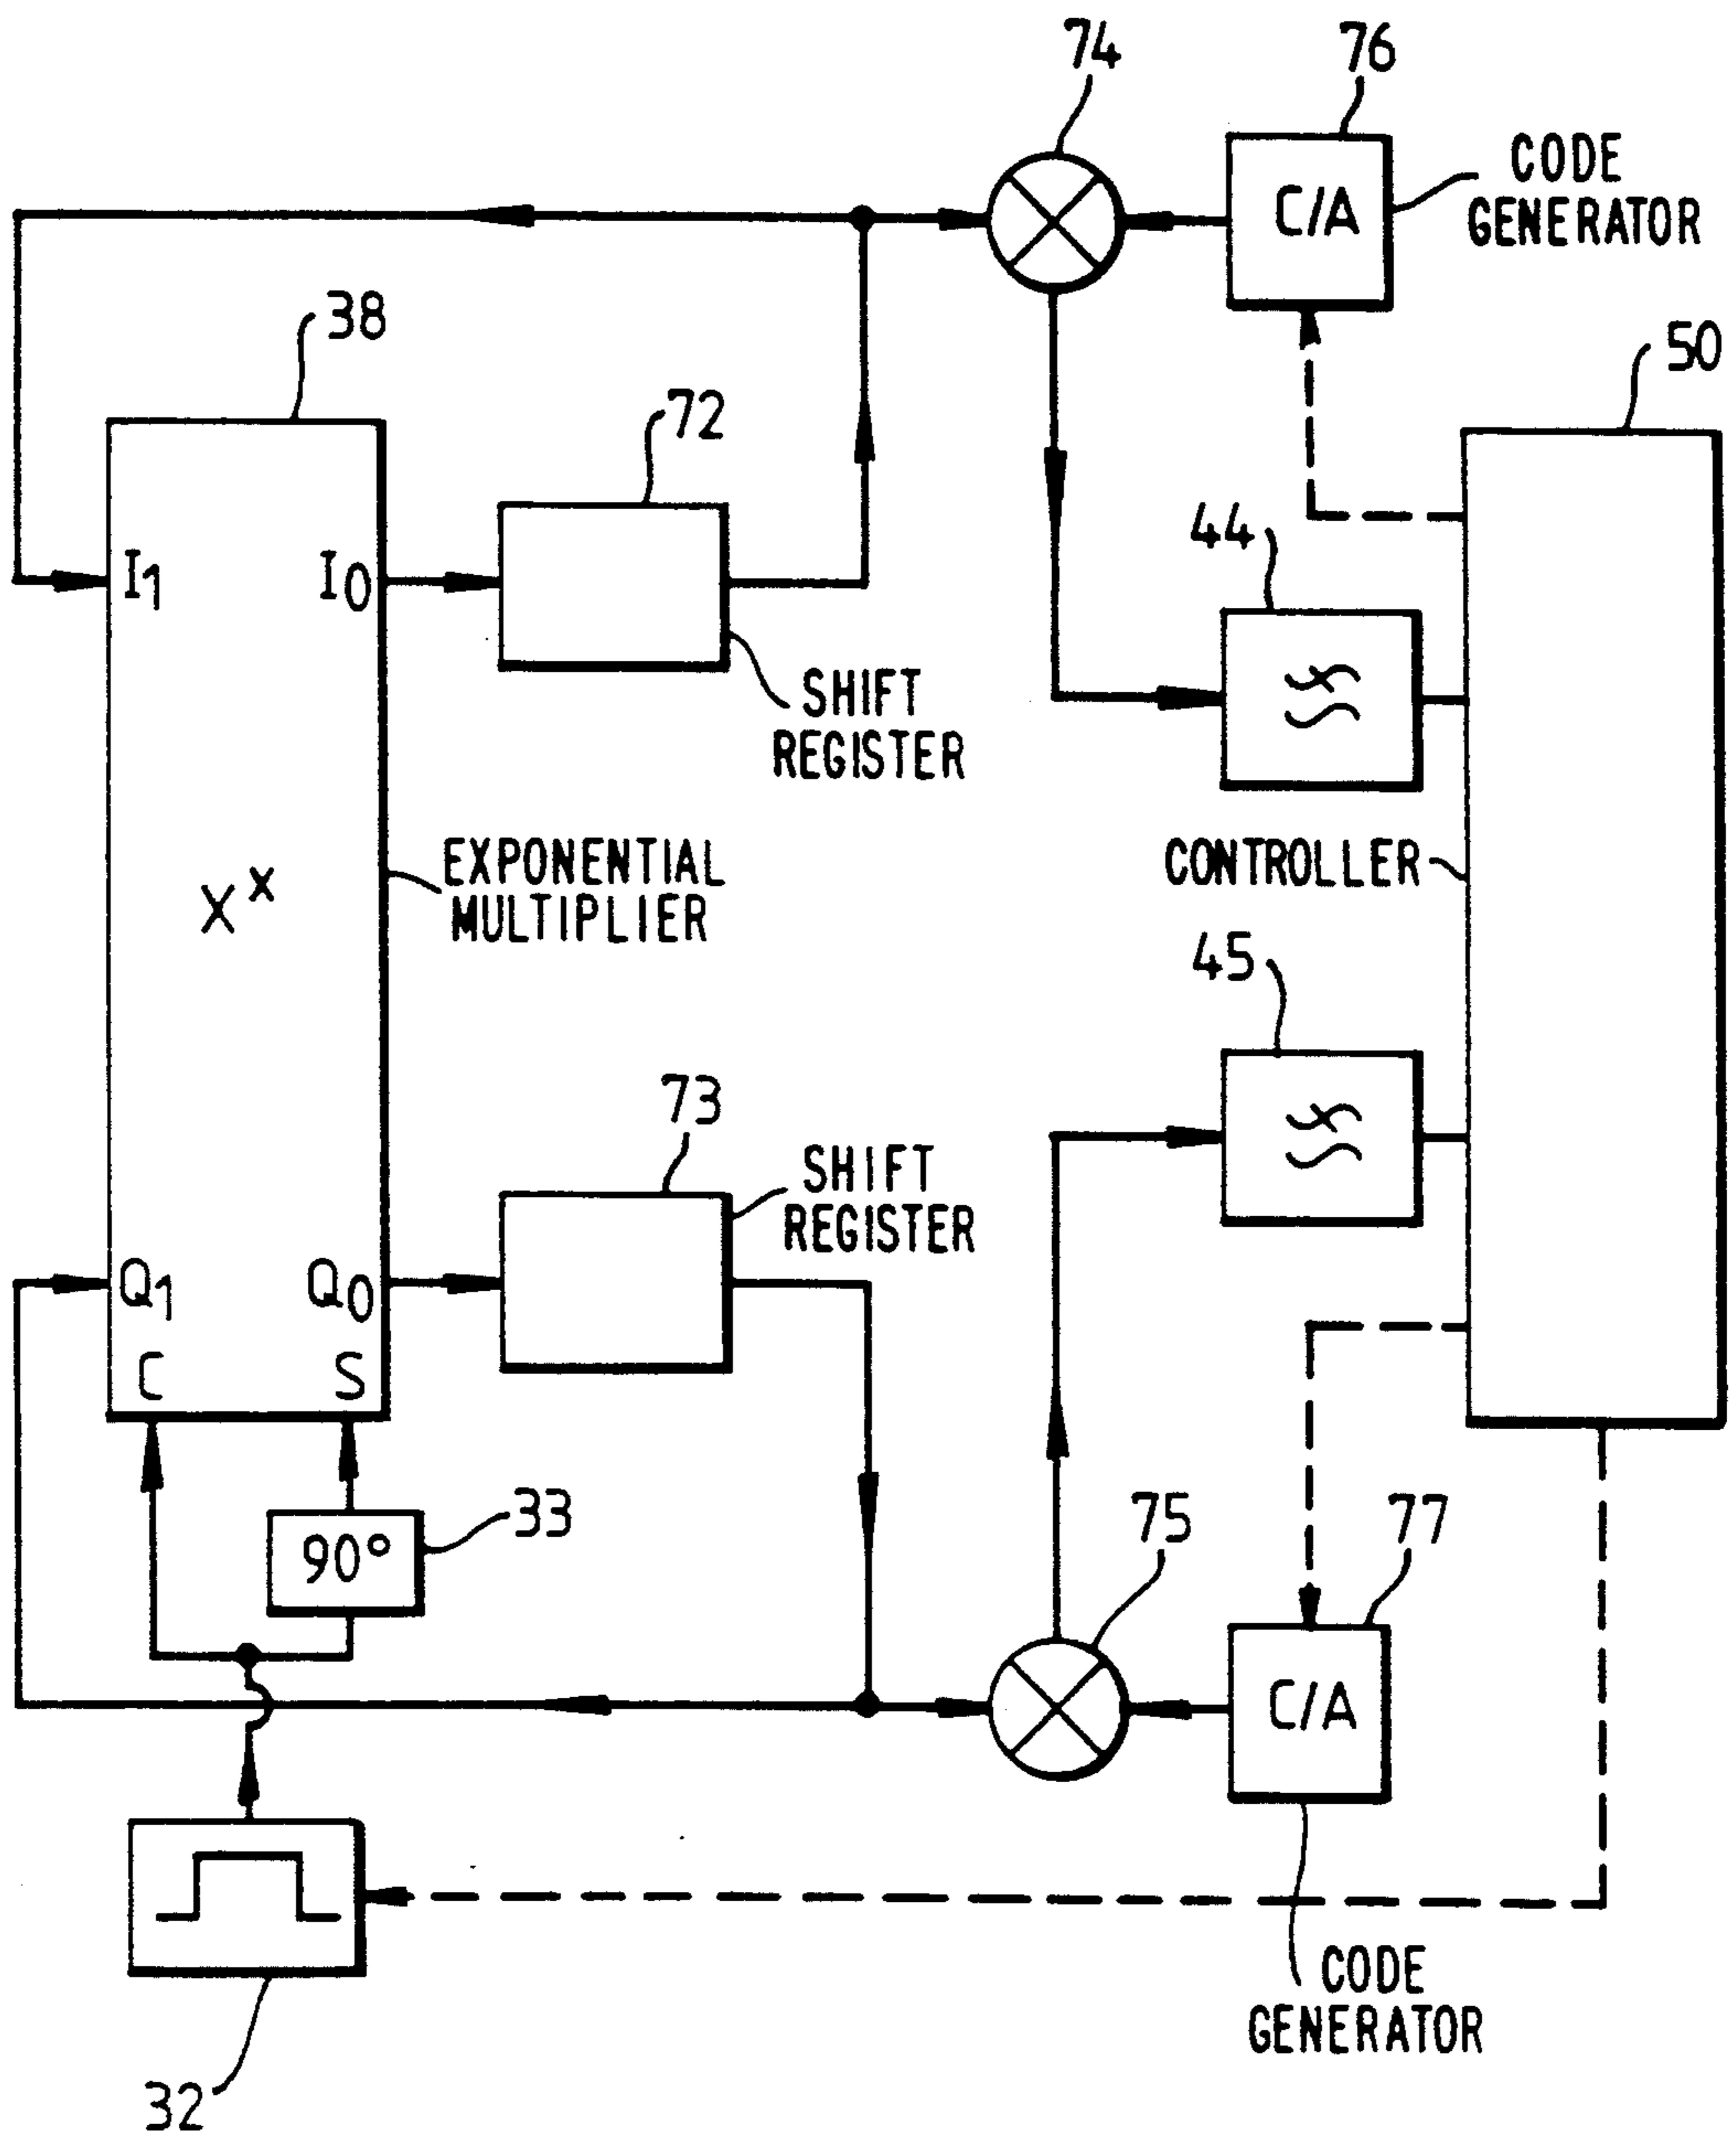 74
76
C/A
CODE
GENERATOR
38
72
50
I1
I0
44
SHIFT
REGISTER
X^x
EXPONENTIAL
MULTIPLIER
CONTROLLER
45
73
SHIFT
REGISTER
Q1
Q0
C
S
90°
33
75
77
C/A
CODE
GENERATOR
32